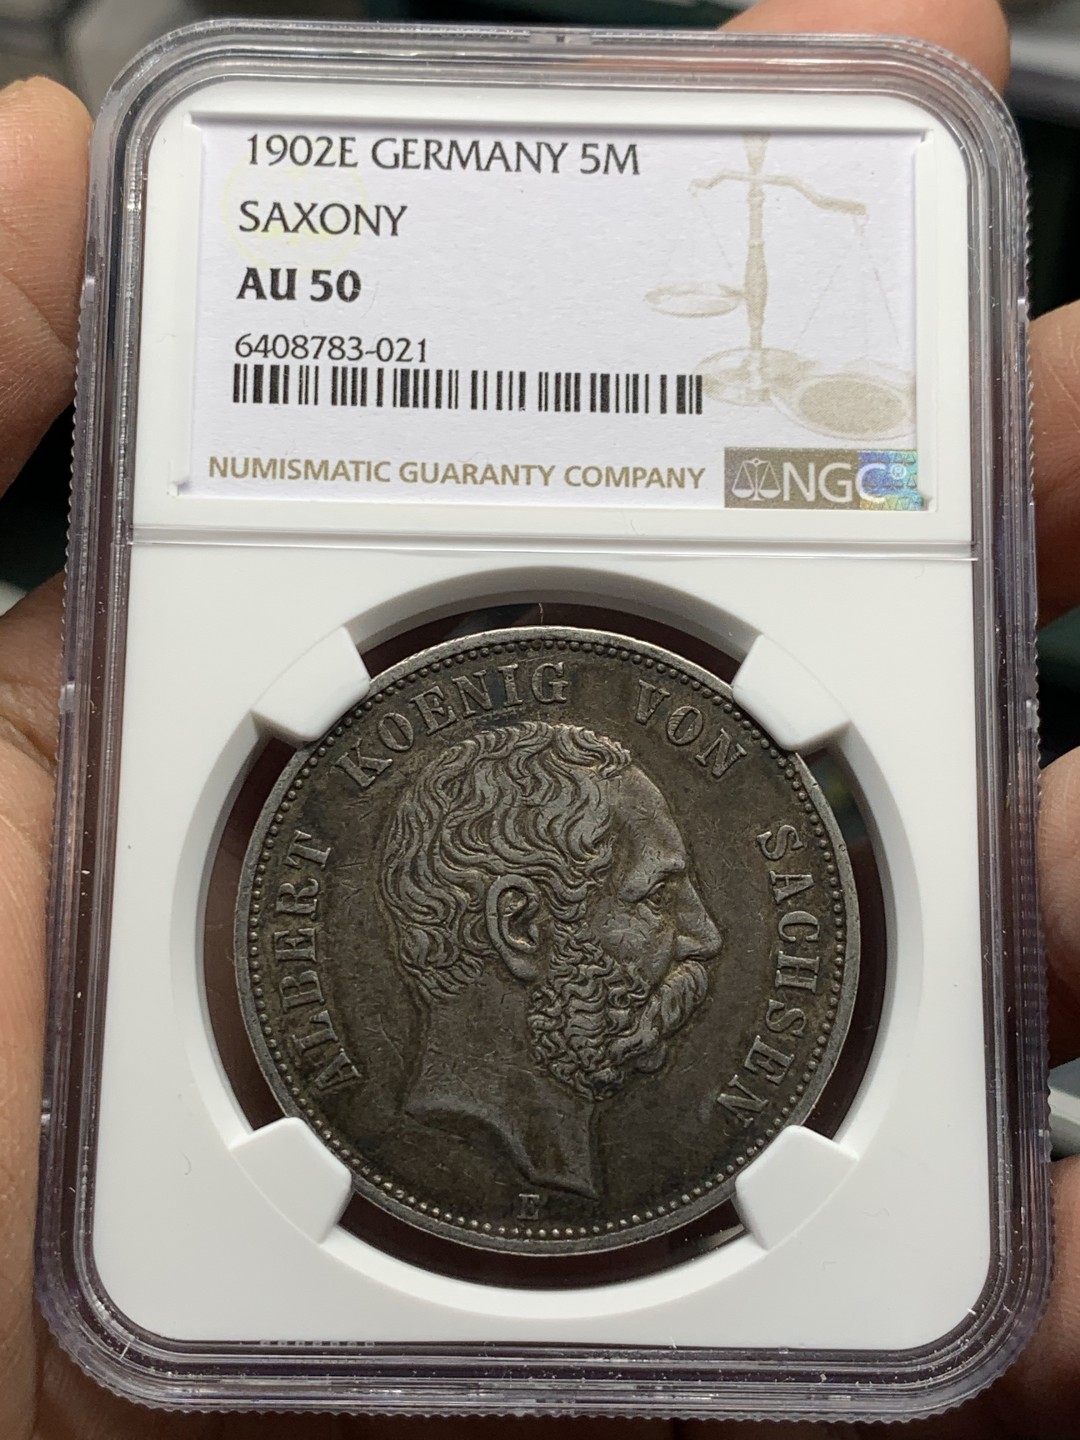 1902E GERMANY 5M
SAXONY
AU 50
6408783-021
NUMISMATIC GUARANTY COMPANY
NGC®
ALBERT KOENIG VON SACHSEN
E